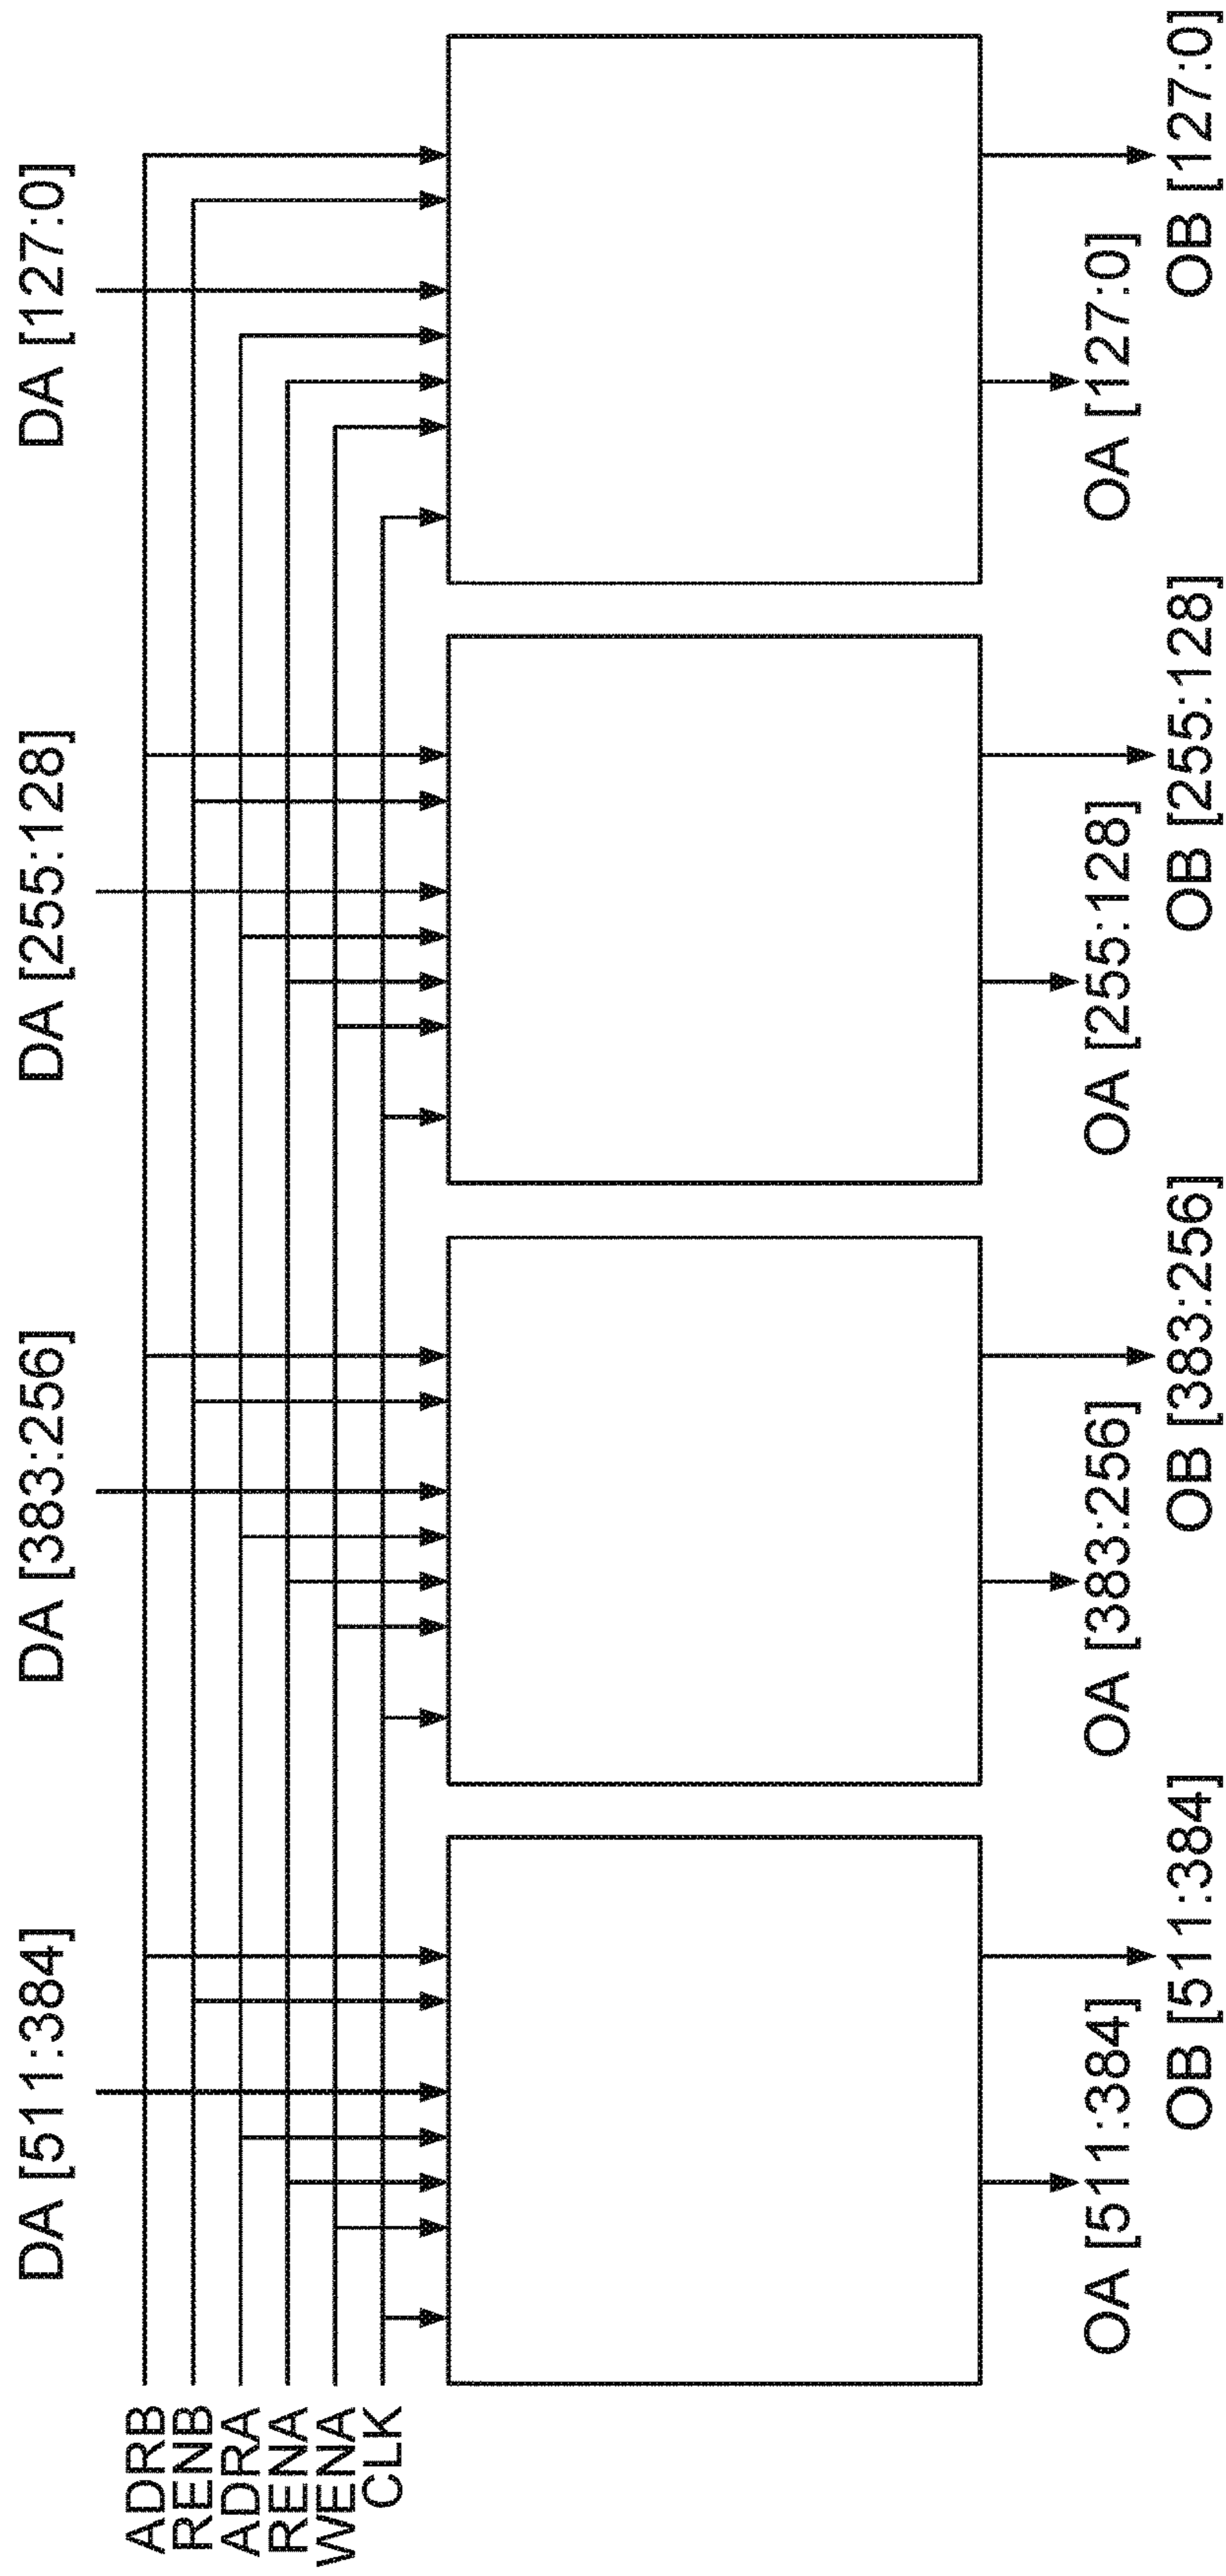 DA [511:384]
DA [383:256]
DA [255:128]
DA [127:0]
ADRB
RENB
ADRA
RENA
WENA
CLK
OA [511:384]
OA [383:256]
OA [255:128]
OA [127:0]
OB [511:384]
OB [383:256]
OB [255:128]
OB [127:0]